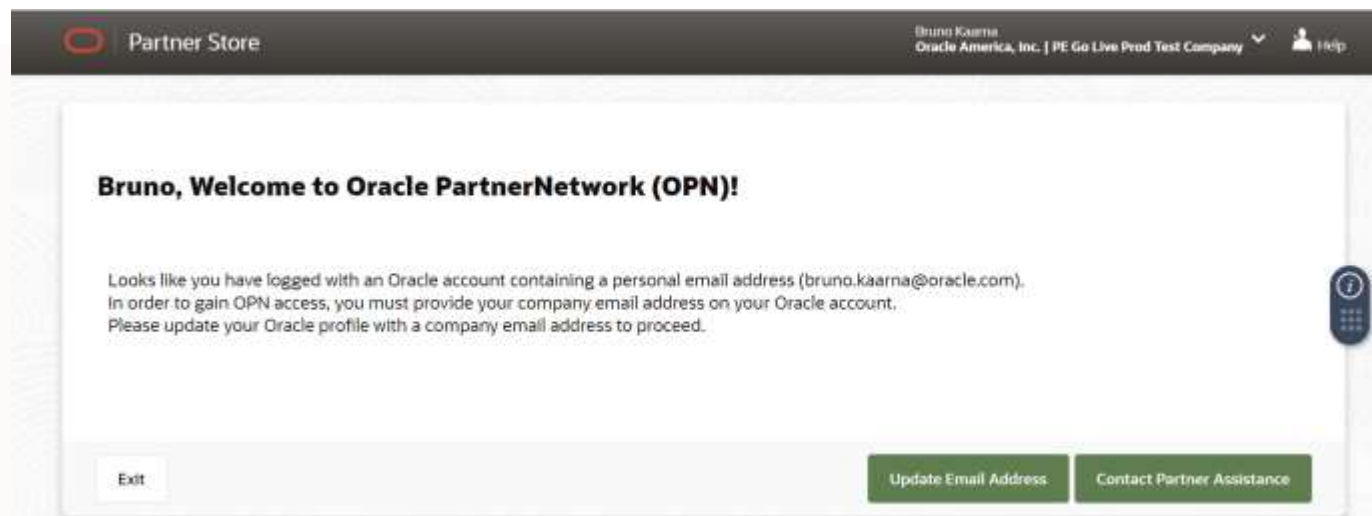 Partner Store
Bruno Kaarna
Oracle America, Inc. | PE Go Live Prod Test Company
Help
Bruno, Welcome to Oracle PartnerNetwork (OPN)!
Looks like you have logged with an Oracle account containing a personal email address (bruno.kaarna@oracle.com).
In order to gain OPN access, you must provide your company email address on your Oracle account.
Please update your Oracle profile with a company email address to proceed.
Exit
Update Email Address
Contact Partner Assistance